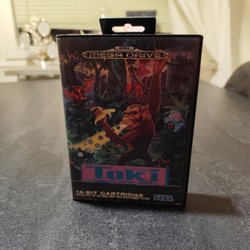 MEGA DRIVE
TOKI
16-BIT CARTRIDGE
SEGA